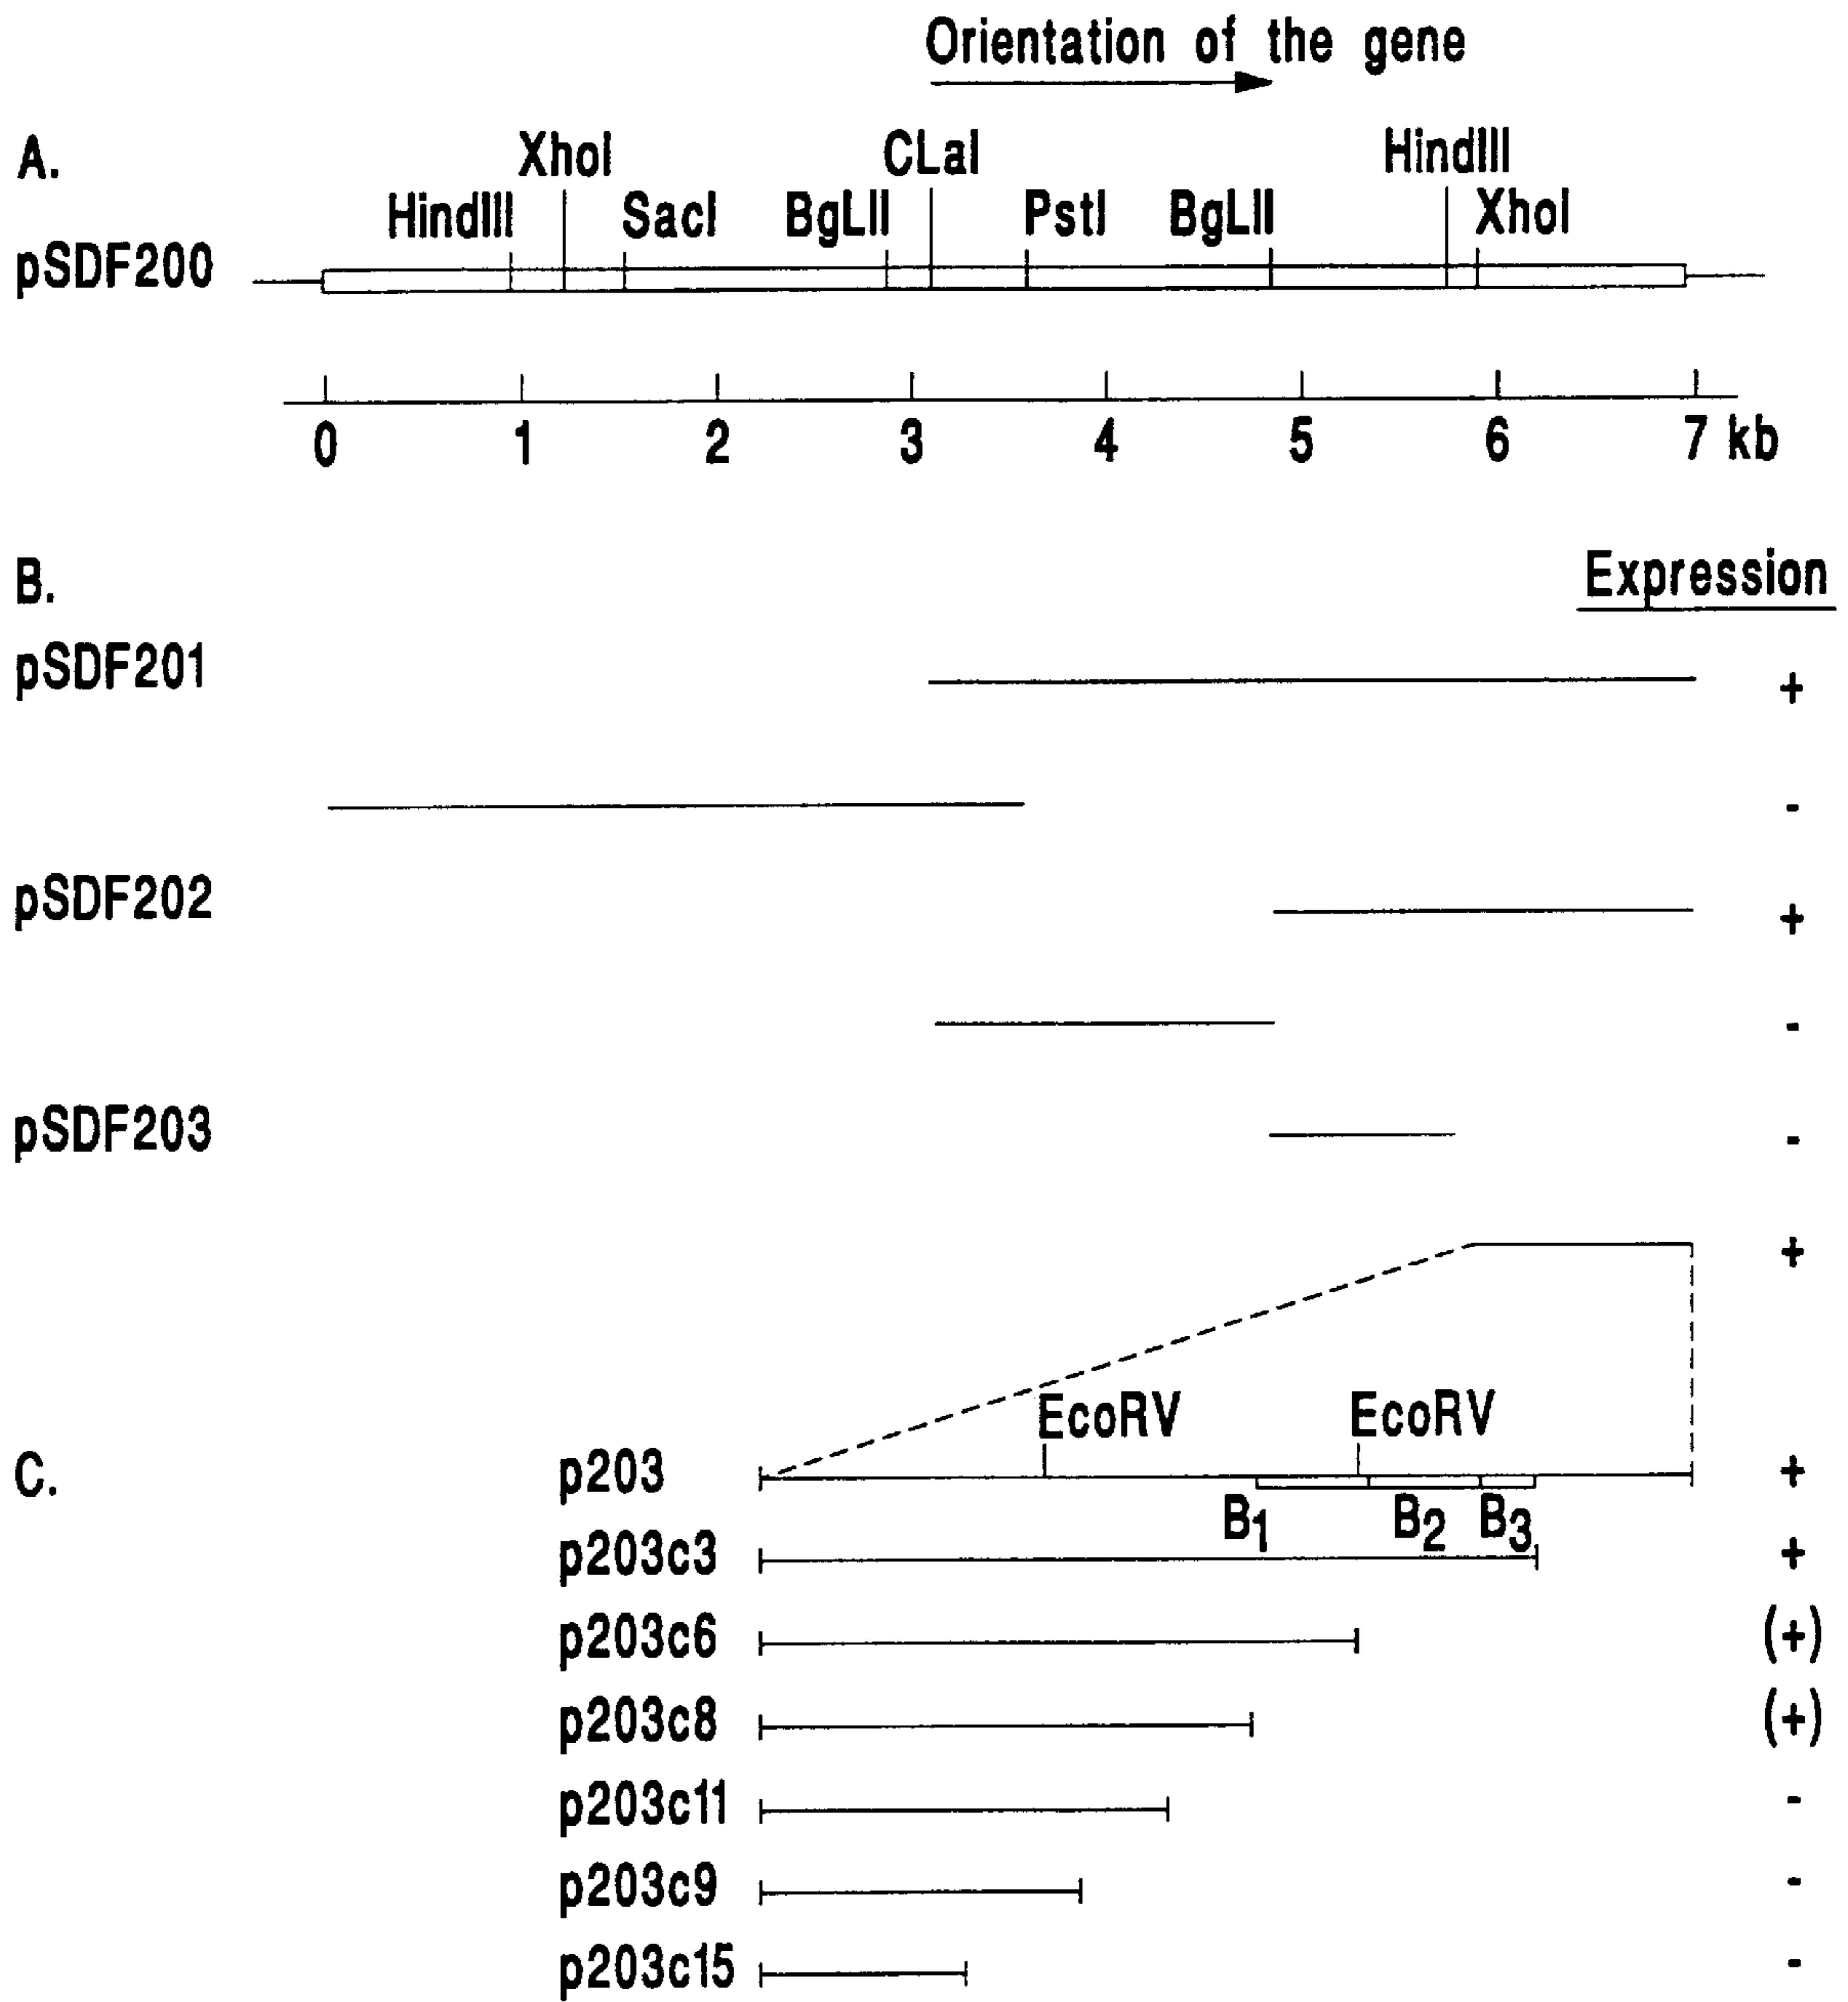 Orientation of the gene
A.
XhoI CLaI HindIII
HindIII SacI BgLII PstI BgLII XhoI
pSDF200
0 1 2 3 4 5 6 7 kb
B.
Expression
pSDF201
+
-
pSDF202
+
-
pSDF203
-
+
EcoRV EcoRV
C.
p203 +
B1 B2 B3
p203c3 +
p203c6 (+)
p203c8 (+)
p203c11 -
p203c9 -
p203c15 -